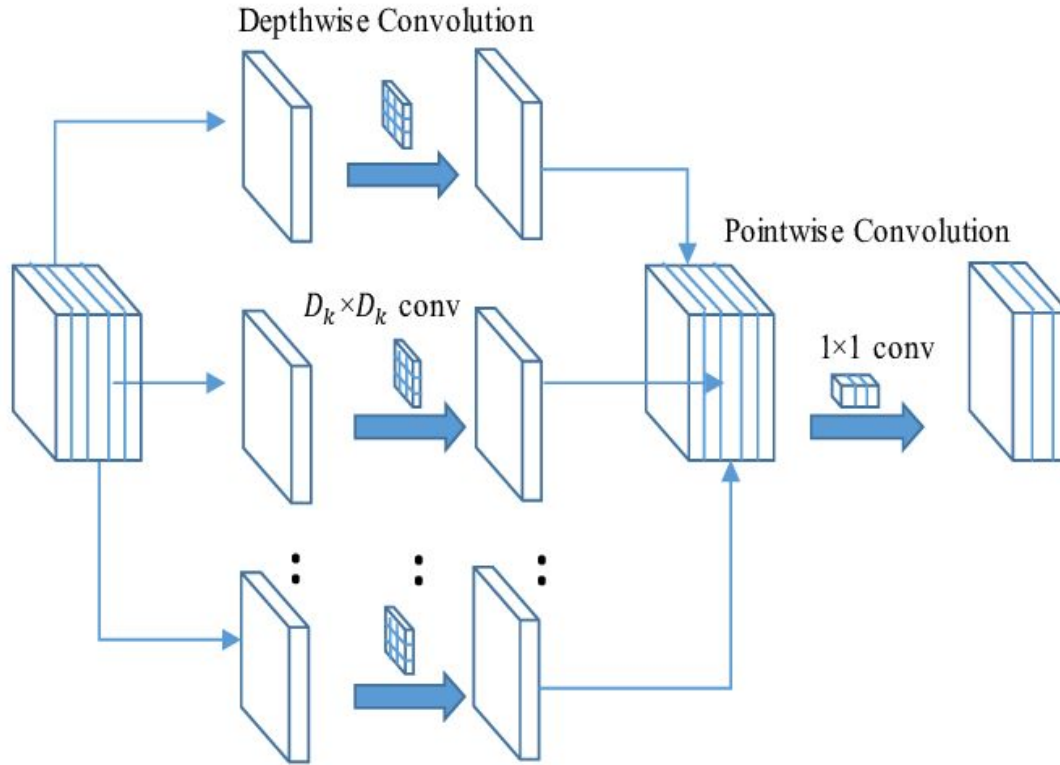 Depthwise Convolution
Pointwise Convolution
𝐷ₖ×𝐷ₖ conv
1×1 conv